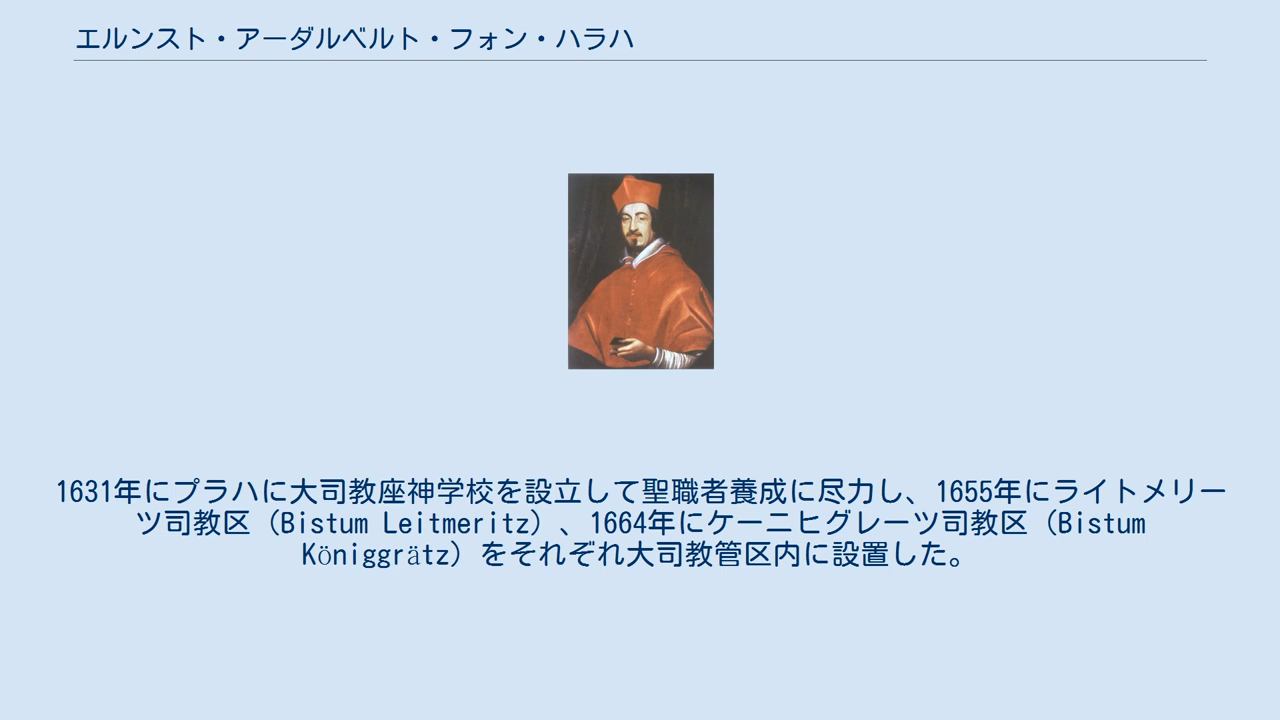 エルンスト・アーダルベルト・フォン・ハラハ
1631年にプラハに大司教座神学校を設立して聖職者養成に尽力し、1655年にライトメリー
ツ司教区（Bistum Leitmeritz）、1664年にケーニヒグレーツ司教区（Bistum
Königgrätz）をそれぞれ大司教管区内に設置した。